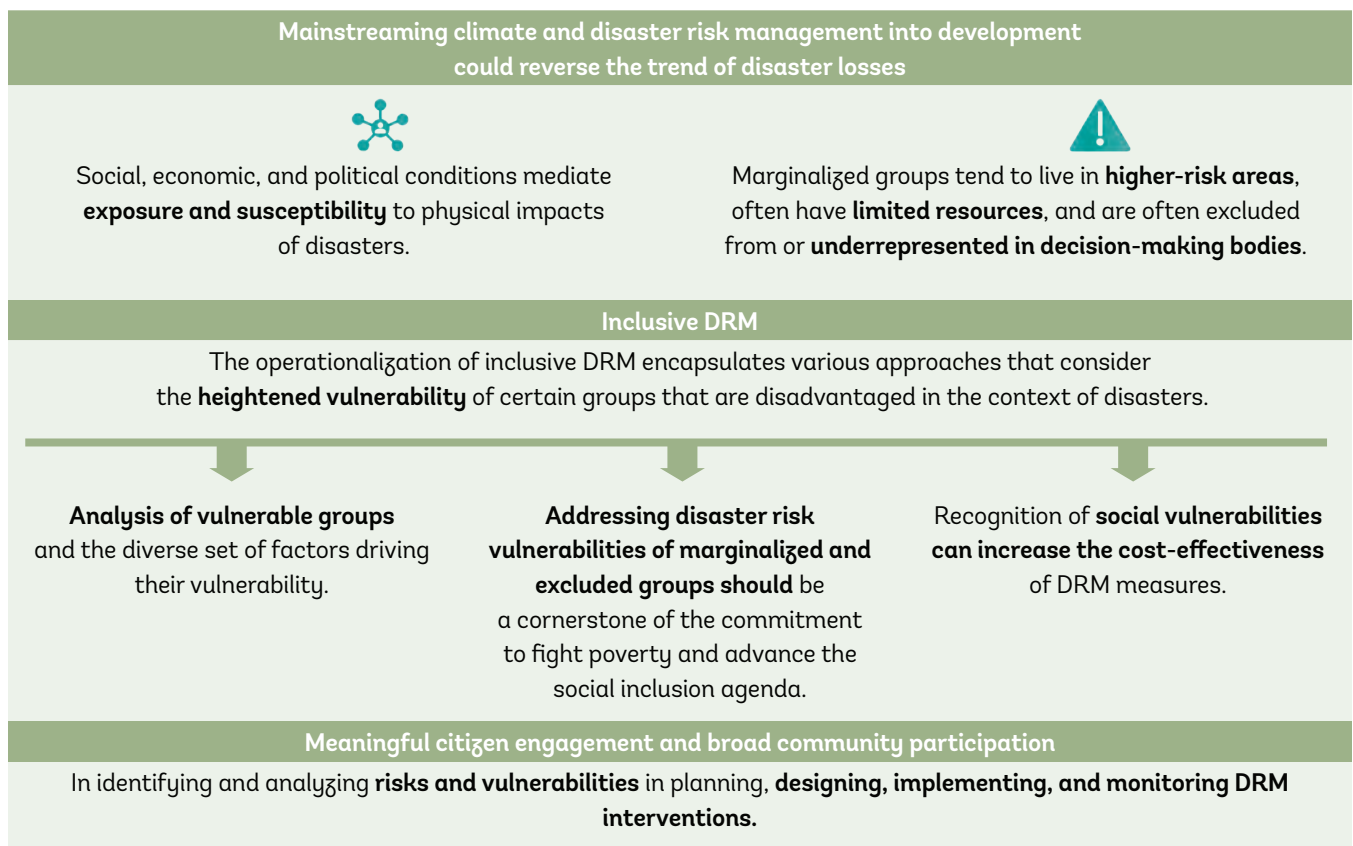 Mainstreaming climate and disaster risk management into development
could reverse the trend of disaster losses
Social, economic, and political conditions mediate
exposure and susceptibility to physical impacts
of disasters.
Marginalized groups tend to live in higher-risk areas,
often have limited resources, and are often excluded
from or underrepresented in decision-making bodies.
Inclusive DRM
The operationalization of inclusive DRM encapsulates various approaches that consider
the heightened vulnerability of certain groups that are disadvantaged in the context of disasters.
Analysis of vulnerable groups
and the diverse set of factors driving
their vulnerability.
Addressing disaster risk
vulnerabilities of marginalized and
excluded groups should be
a cornerstone of the commitment
to fight poverty and advance the
social inclusion agenda.
Recognition of social vulnerabilities
can increase the cost-effectiveness
of DRM measures.
Meaningful citizen engagement and broad community participation
In identifying and analyzing risks and vulnerabilities in planning, designing, implementing, and monitoring DRM
interventions.